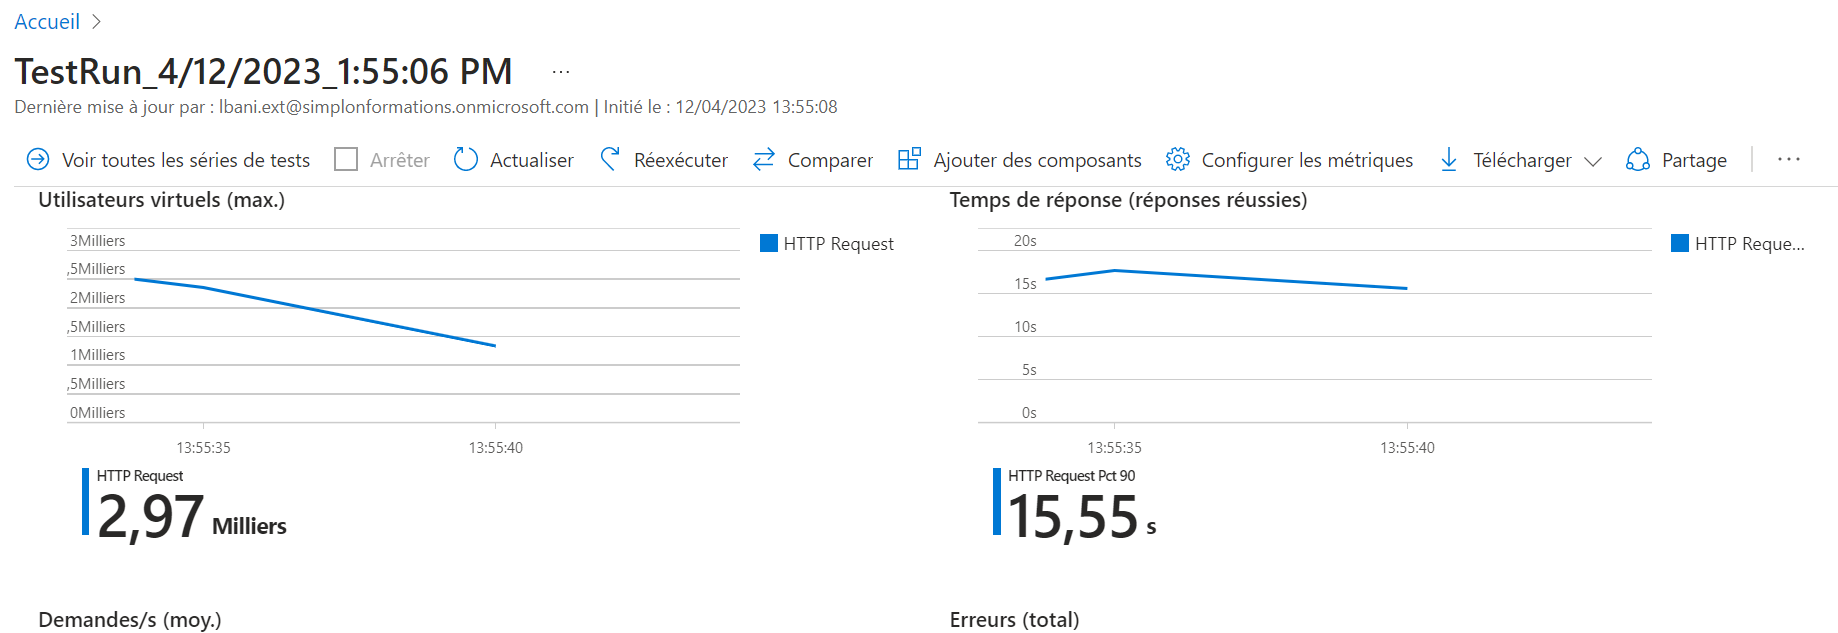 Accueil >
TestRun_4/12/2023_1:55:06 PM ...
Dernière mise à jour par : lbani.ext@simplonformations.onmicrosoft.com | Initié le : 12/04/2023 13:55:08
Voir toutes les séries de tests Arrêter Actualiser Réexécuter Comparer Ajouter des composants Configurer les métriques Télécharger Partage ...
Utilisateurs virtuels (max.)
3Milliers
,5Milliers
2Milliers
,5Milliers
1Milliers
,5Milliers
0Milliers
13:55:35 13:55:40
HTTP Request
HTTP Request
2,97 Milliers
Temps de réponse (réponses réussies)
20s
15s
10s
5s
0s
13:55:35 13:55:40
HTTP Reque...
HTTP Request Pct 90
15,55 s
Demandes/s (moy.)
Erreurs (total)